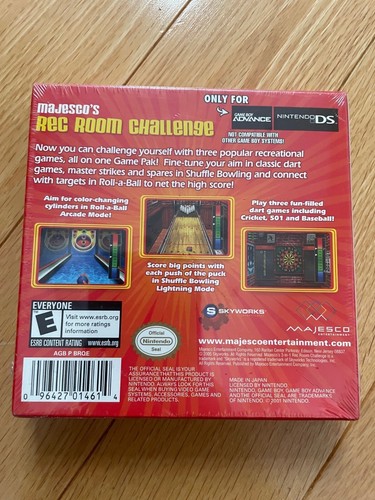 MAJESCO'S
REC ROOM CHALLENGE
ONLY FOR
GAME BOY ADVANCE
NINTENDO DS
NOT COMPATIBLE WITH
OTHER GAME BOY SYSTEMS!
Now you can challenge yourself with three popular recreational
games, all on one Game Pak! Fine-tune your aim in classic dart
games, master strikes and spares in Shuffle Bowling and connect
with targets in Roll-a-Ball to net the high score!
Aim for color-changing
cylinders in Roll-a-Ball
Arcade Mode!
Score big points with
each push of the puck
in Shuffle Bowling
Lightning Mode
Play three fun-filled
dart games including
Cricket, 501 and Baseball!
EVERYONE
E
Visit www.esrb.org
for more ratings
information
ESRB CONTENT RATING www.esrb.org
AGB P BRQE
0 96427 01461 4
Official
Nintendo
Seal
THE OFFICIAL SEAL IS YOUR
ASSURANCE THAT THIS PRODUCT IS
LICENSED OR MANUFACTURED BY
NINTENDO. ALWAYS LOOK FOR THIS
SEAL WHEN BUYING VIDEO GAME
SYSTEMS, ACCESSORIES, GAMES AND
RELATED PRODUCTS.
S SKYWORKS
MAJESCO
ENTERTAINMENT
www.majescoentertainment.com
MADE IN JAPAN.
LICENSED BY NINTENDO.
NINTENDO, GAME BOY, GAME BOY ADVANCE
AND THE OFFICIAL SEAL ARE TRADEMARKS
OF NINTENDO. © 2001 NINTENDO.